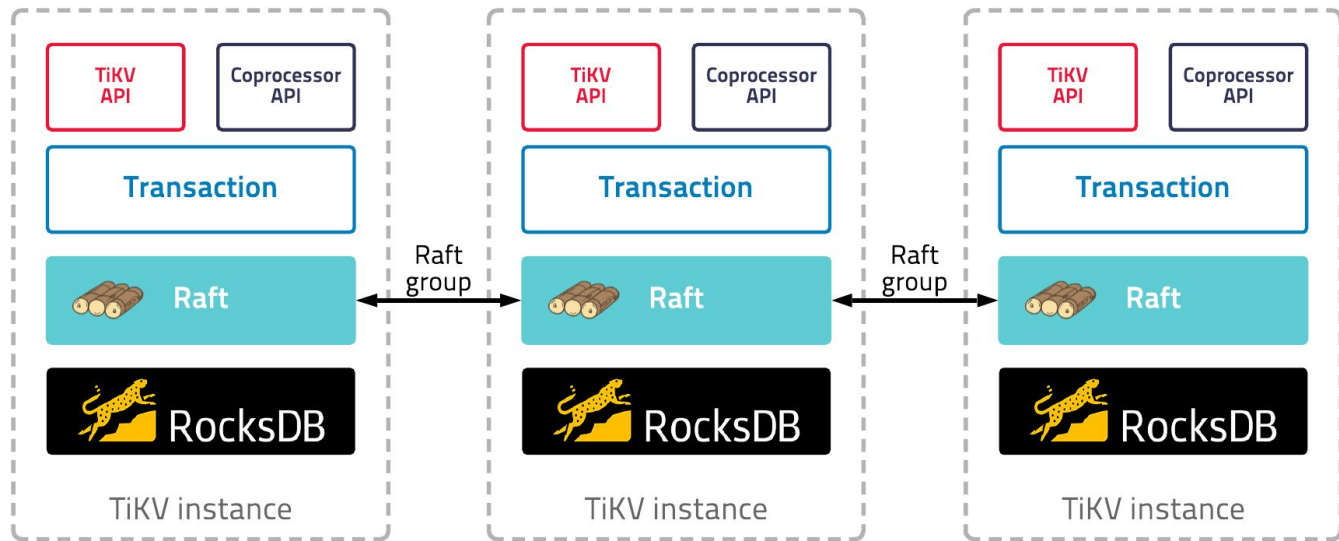 TiKV
API
Coprocessor
API
Transaction
Raft
RocksDB
TiKV instance
Raft
group
TiKV
API
Coprocessor
API
Transaction
Raft
RocksDB
TiKV instance
Raft
group
TiKV
API
Coprocessor
API
Transaction
Raft
RocksDB
TiKV instance